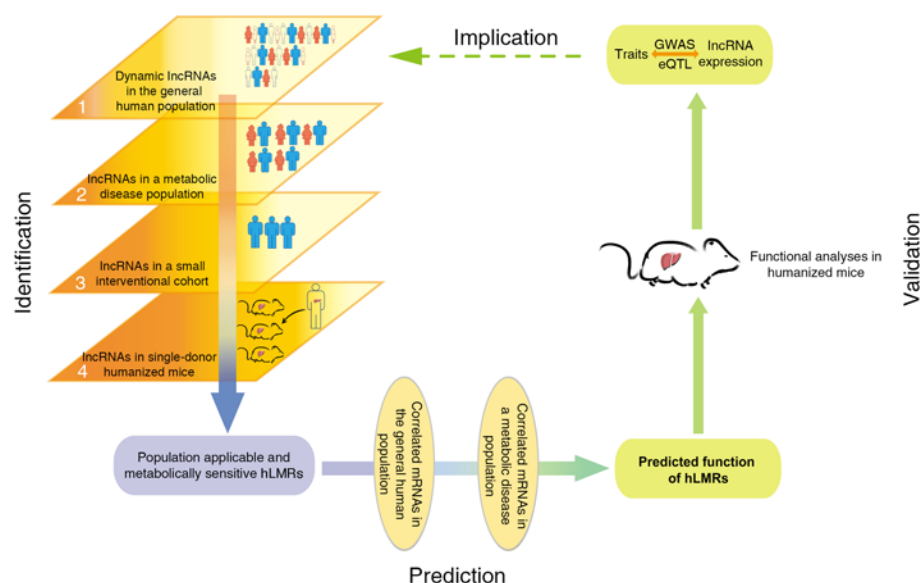 Identification
Dynamic lncRNAs
in the general
human population
1
lncRNAs in a metabolic
disease population
2
lncRNAs in a small
interventional cohort
3
lncRNAs in single-donor
humanized mice
4
Population applicable and
metabolically sensitive hLMRs
Correlated mRNAs in
the general human
population
Correlated mRNAs in
a metabolic disease
population
Prediction
Predicted function
of hLMRs
Functional analyses in
humanized mice
Validation
Traits GWAS lncRNA
eQTL expression
Implication